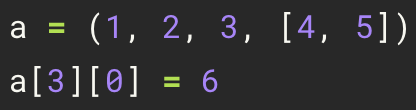 a = (1, 2, 3, [4, 5])
a[3][0] = 6